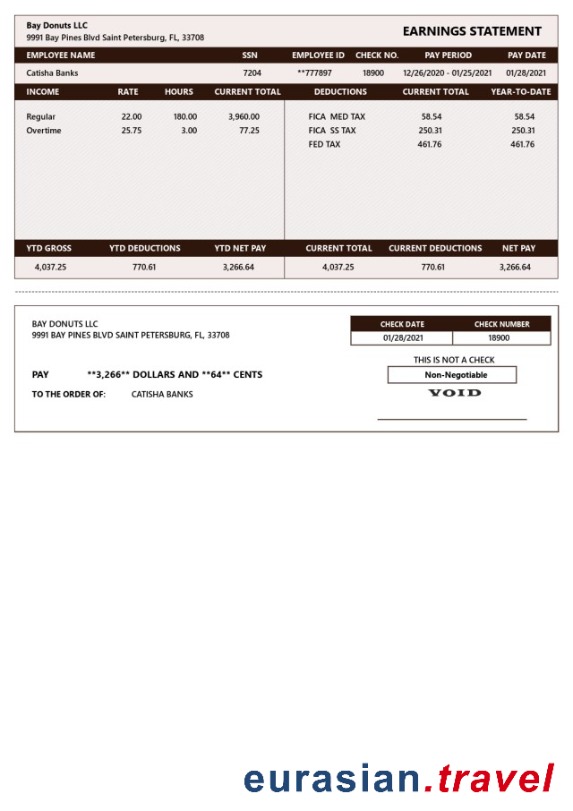 Bay Donuts LLC
9991 Bay Pines Blvd Saint Petersburg, FL, 33708
EARNINGS STATEMENT
EMPLOYEE NAME SSN EMPLOYEE ID CHECK NO. PAY PERIOD PAY DATE
Catisha Banks 7204 **777897 18900 12/26/2020 - 01/25/2021 01/28/2021
INCOME RATE HOURS CURRENT TOTAL DEDUCTIONS CURRENT TOTAL YEAR-TO-DATE
Regular 22.00 180.00 3,960.00 FICA MED TAX 58.54 58.54
Overtime 25.75 3.00 77.25 FICA SS TAX 250.31 250.31
FED TAX 461.76 461.76
YTD GROSS YTD DEDUCTIONS YTD NET PAY CURRENT TOTAL CURRENT DEDUCTIONS NET PAY
4,037.25 770.61 3,266.64 4,037.25 770.61 3,266.64
BAY DONUTS LLC
9991 BAY PINES BLVD SAINT PETERSBURG, FL, 33708
CHECK DATE CHECK NUMBER
01/28/2021 18900
THIS IS NOT A CHECK
PAY **3,266** DOLLARS AND **64** CENTS
Non-Negotiable
TO THE ORDER OF: CATISHA BANKS
VOID
eurasian.travel